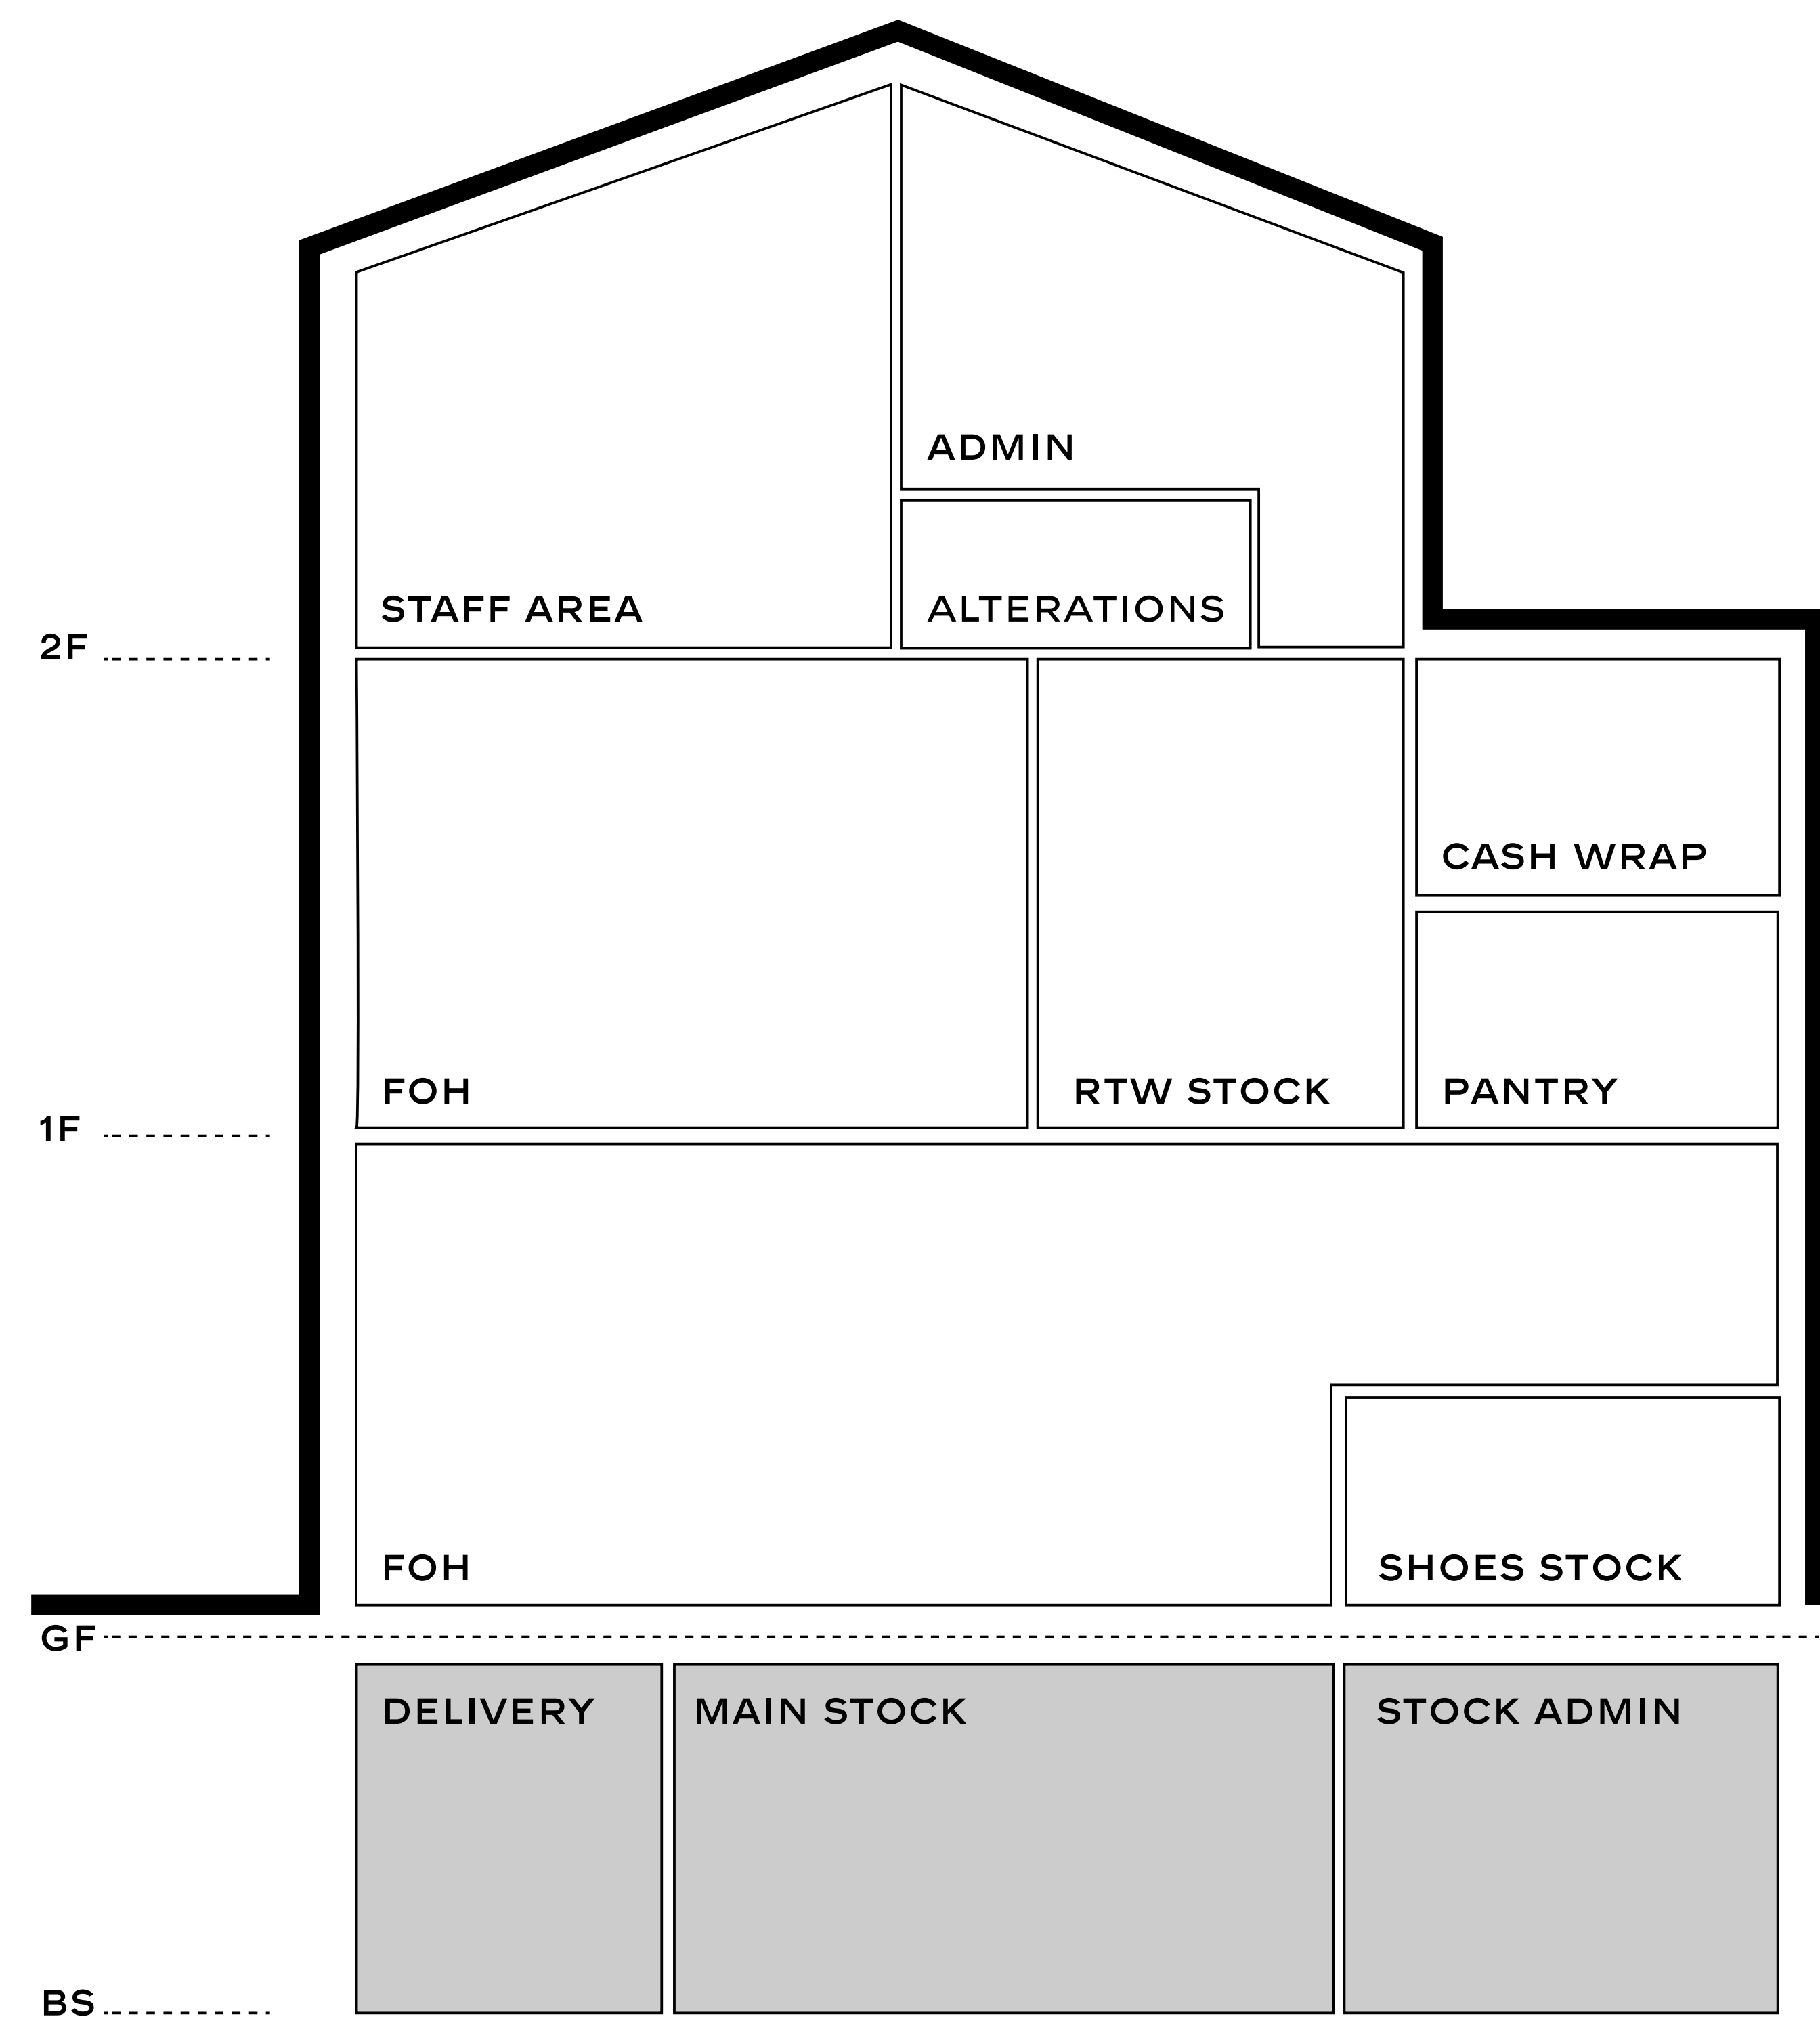 ADMIN
STAFF AREA
ALTERATIONS
2F
CASH WRAP
FOH
RTW STOCK
PANTRY
1F
FOH
SHOES STOCK
GF
DELIVERY
MAIN STOCK
STOCK ADMIN
BS